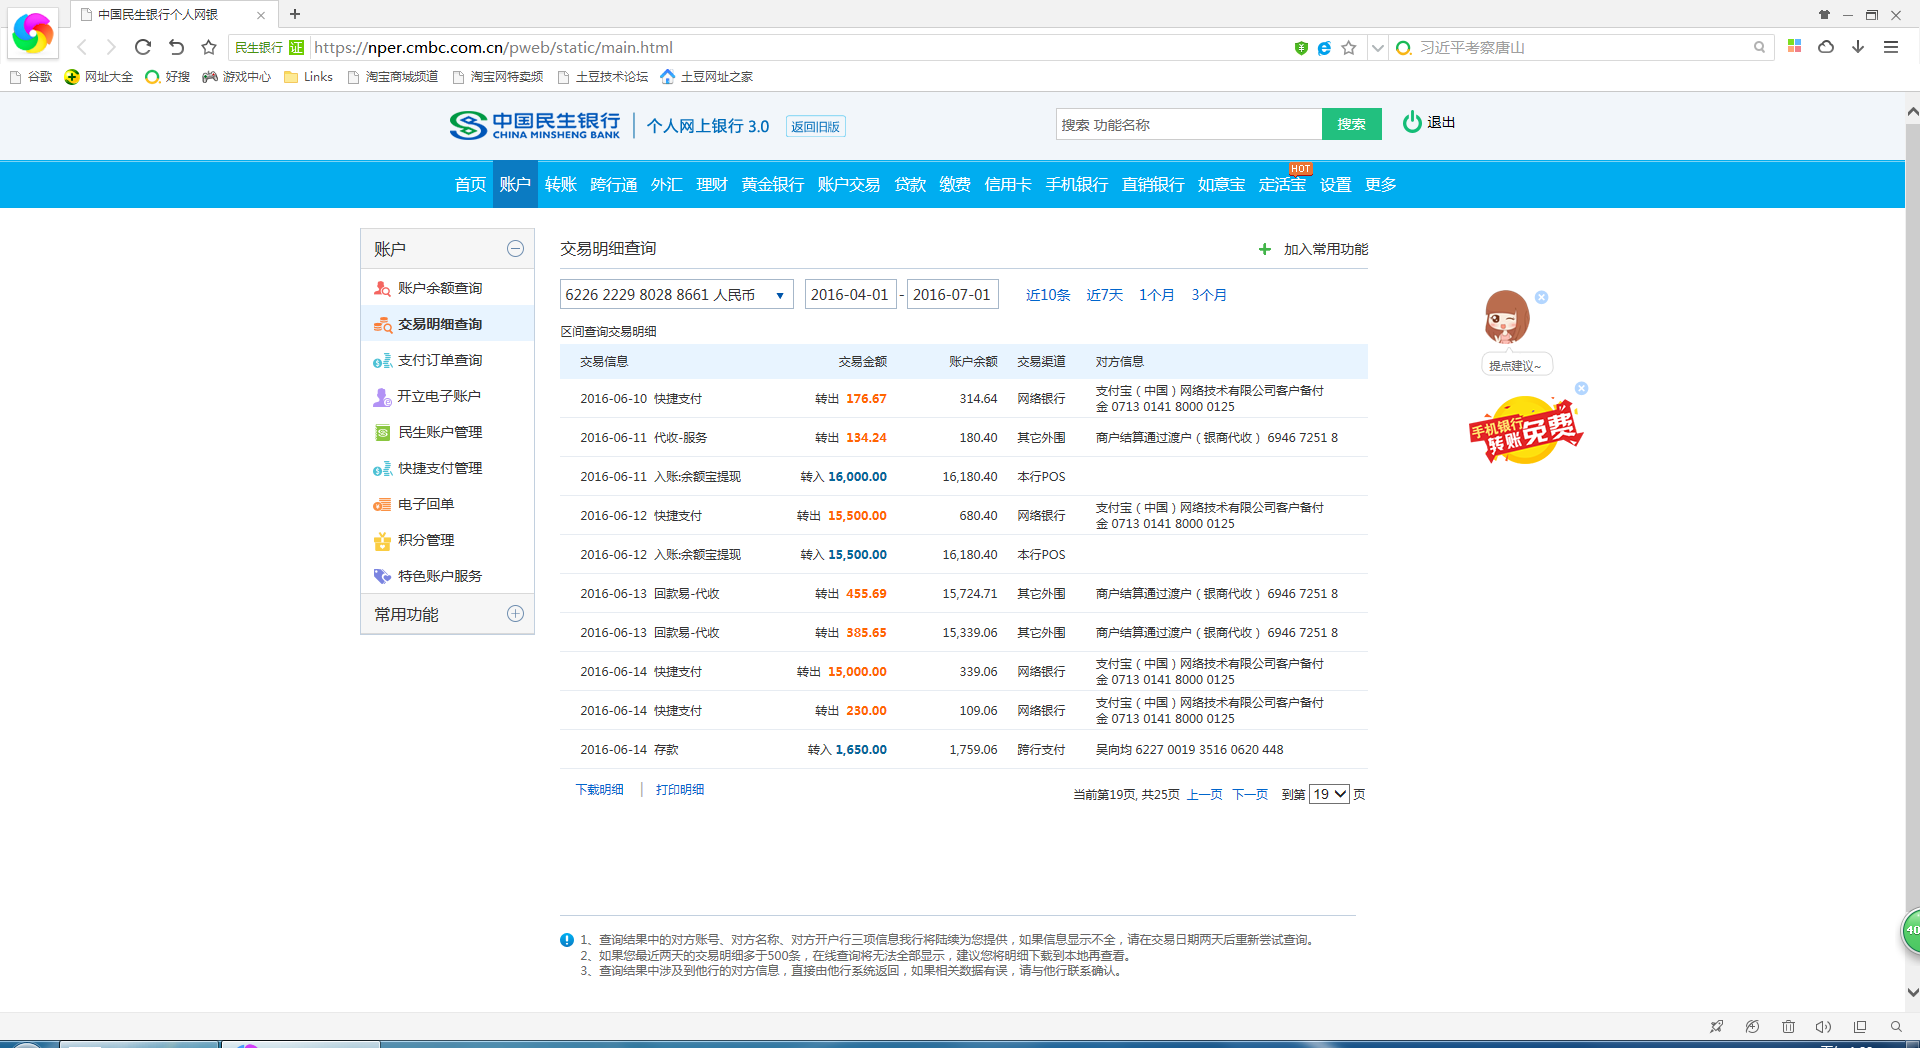 中国民生银行个人网银
民生银行 证 https://nper.cmbc.com.cn/pweb/static/main.html 习近平考察唐山
谷歌 网址大全 好搜 游戏中心 Links 淘宝商城频道 淘宝网特卖频 土豆技术论坛 土豆网址之家
中国民生银行 CHINA MINSHENG BANK 个人网上银行 3.0 返回旧版 搜索 功能名称 搜索 退出
HOT
首页 账户 转账 跨行通 外汇 理财 黄金银行 账户交易 贷款 缴费 信用卡 手机银行 直销银行 如意宝 定活宝 设置 更多
账户
账户余额查询
交易明细查询
支付订单查询
开立电子账户
民生账户管理
快捷支付管理
电子回单
积分管理
特色账户服务
常用功能
交易明细查询 加入常用功能
6226 2229 8028 8661 人民币 2016-04-01 - 2016-07-01 近10条 近7天 1个月 3个月
区间查询交易明细
交易信息 交易金额 账户余额 交易渠道 对方信息
2016-06-10 快捷支付 转出 176.67 314.64 网络银行 支付宝（中国）网络技术有限公司客户备付
金 0713 0141 8000 0125
2016-06-11 代收-服务 转出 134.24 180.40 其它外围 商户结算通过渡户（银商代收） 6946 7251 8
2016-06-11 入账:余额宝提现 转入 16,000.00 16,180.40 本行POS
2016-06-12 快捷支付 转出 15,500.00 680.40 网络银行 支付宝（中国）网络技术有限公司客户备付
金 0713 0141 8000 0125
2016-06-12 入账:余额宝提现 转入 15,500.00 16,180.40 本行POS
2016-06-13 回款易-代收 转出 455.69 15,724.71 其它外围 商户结算通过渡户（银商代收） 6946 7251 8
2016-06-13 回款易-代收 转出 385.65 15,339.06 其它外围 商户结算通过渡户（银商代收） 6946 7251 8
2016-06-14 快捷支付 转出 15,000.00 339.06 网络银行 支付宝（中国）网络技术有限公司客户备付
金 0713 0141 8000 0125
2016-06-14 快捷支付 转出 230.00 109.06 网络银行 支付宝（中国）网络技术有限公司客户备付
金 0713 0141 8000 0125
2016-06-14 存款 转入 1,650.00 1,759.06 跨行支付 吴向均 6227 0019 3516 0620 448
下载明细 | 打印明细 当前第19页, 共25页 上一页 下一页 到第 19 页
提点建议~
手机银行
转账免费
40
1、查询结果中的对方账号、对方名称、对方开户行三项信息我行将陆续为您提供，如果信息显示不全，请在交易日期两天后重新尝试查询。
2、如果您最近两天的交易明细多于500条，在线查询将无法全部显示，建议您将明细下载到本地再查看。
3、查询结果中涉及到他行的对方信息，直接由他行系统返回，如果相关数据有误，请与他行联系确认。